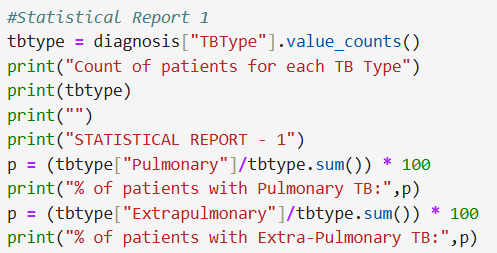 #Statistical Report 1
tbtype = diagnosis["TBType"].value_counts()
print("Count of patients for each TB Type")
print(tbtype)
print("")
print("STATISTICAL REPORT - 1")
p = (tbtype["Pulmonary"]/tbtype.sum()) * 100
print("% of patients with Pulmonary TB:",p)
p = (tbtype["Extrapulmonary"]/tbtype.sum()) * 100
print("% of patients with Extra-Pulmonary TB:",p)